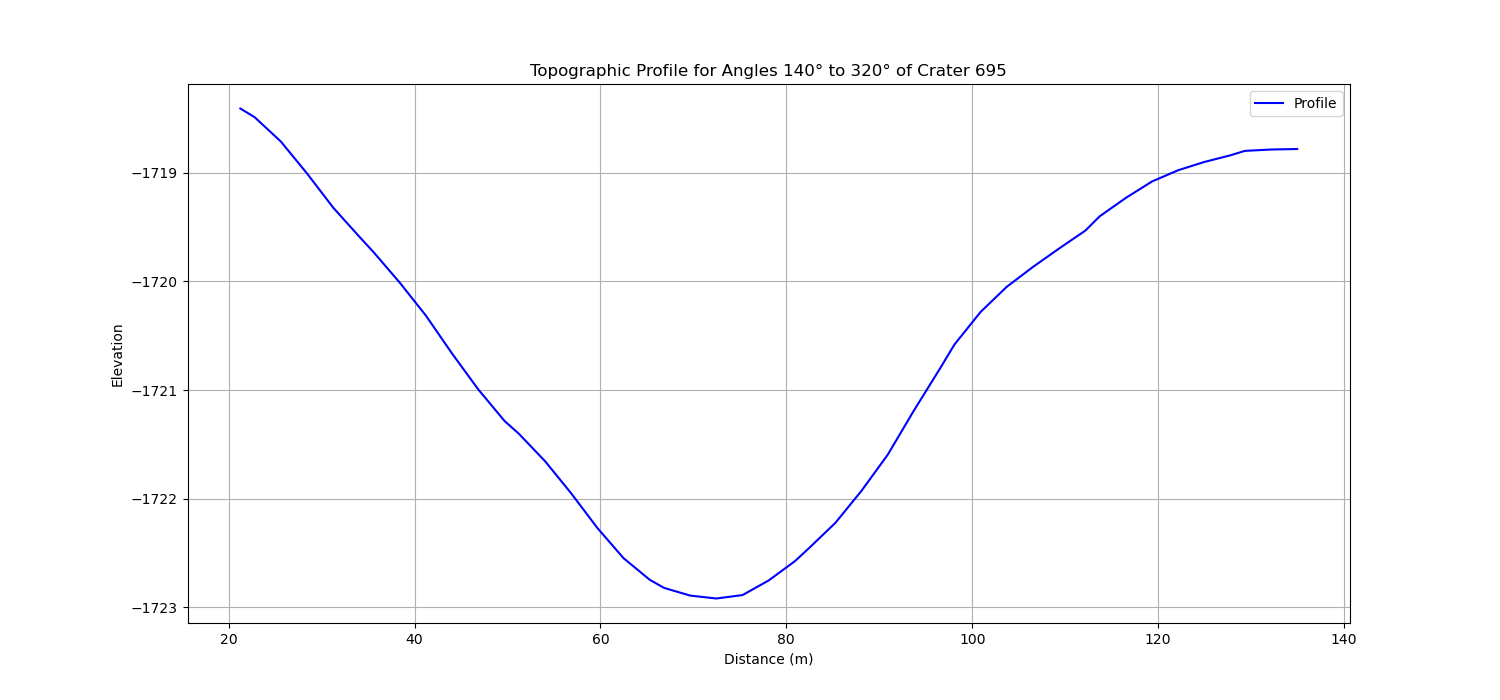 Topographic Profile for Angles 140° to 320° of Crater 695
Profile
−1719
−1720
−1721
−1722
−1723
Elevation
20 40 60 80 100 120 140
Distance (m)